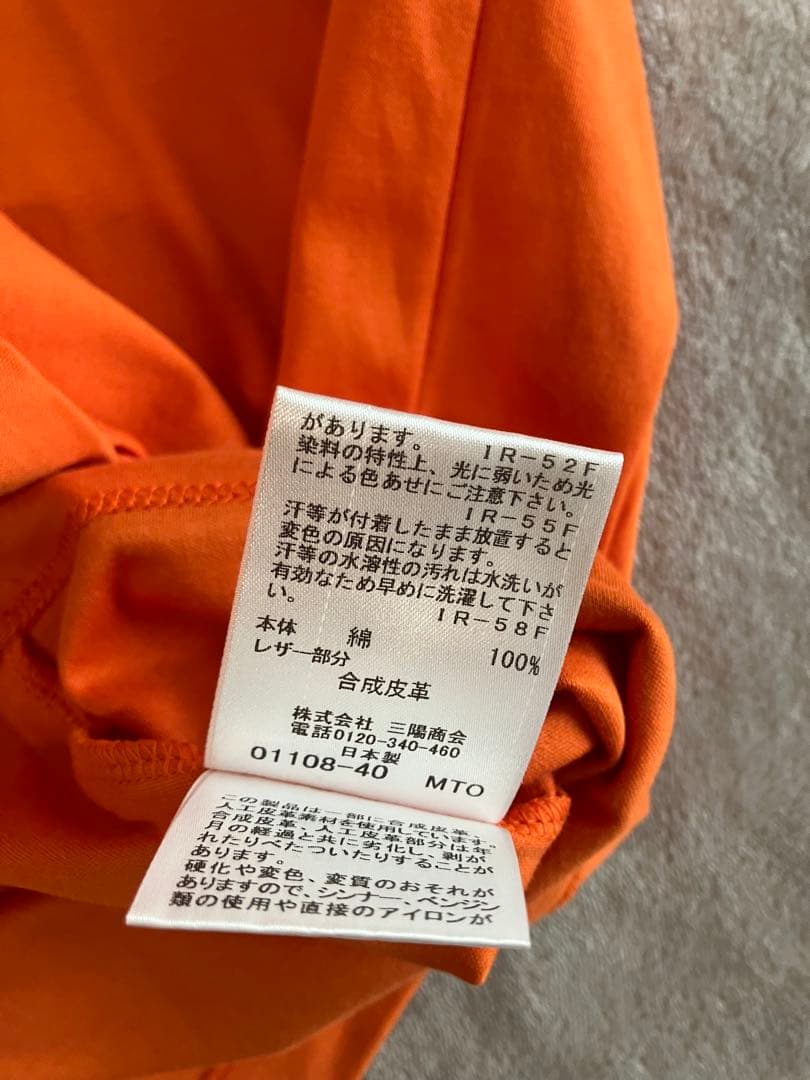 があります。 IR-52F
染料の特性上、光に弱いため光
による色あせにご注意下さい。
IR-55F
汗等が付着したまま放置すると
変色の原因になります。
汗等の水溶性の汚れは水洗いが
有効なため早めに洗濯して下さ
い。 IR-58F
本体 綿 100%
レザー部分
合成皮革
株式会社 三陽商会
電話0120-340-460
日本製
01108-40 MTO
この製品は一部に合成皮革、
人工皮革素材を使用しています。
合成皮革、人工皮革部分は年
月の経過と共に劣化し、剥が
れたりべたついたりすることが
あります。
硬化や変色、変質のおそれが
ありますので、シンナー、ベンジン
類の使用や直接のアイロンが